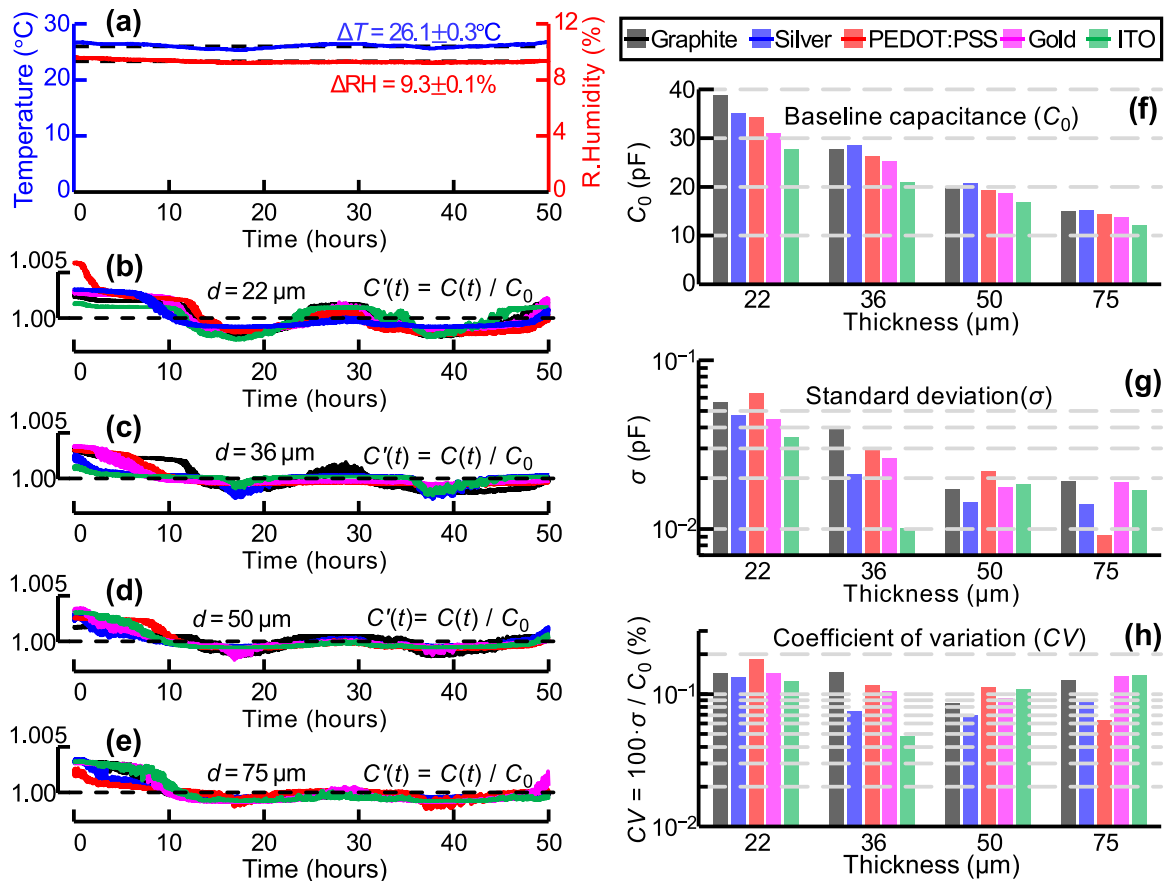 (a)
30
20
10
0
Temperature (°C)
ΔT = 26.1±0.3°C
ΔRH = 9.3±0.1%
12
8
4
0
R.Humidity (%)
0 10 20 30 40 50
Time (hours)
(b)
1.005
1.00
d = 22 µm
C'(t) = C(t) / C0
0 10 20 30 40 50
Time (hours)
(c)
1.005
1.00
d = 36 µm
C'(t) = C(t) / C0
0 10 20 30 40 50
Time (hours)
(d)
1.005
1.00
d = 50 µm
C'(t)= C(t) / C0
0 10 20 30 40 50
Time (hours)
(e)
1.005
1.00
d = 75 µm
C'(t) = C(t) / C0
0 10 20 30 40 50
Time (hours)
Graphite Silver PEDOT:PSS Gold ITO
(f)
Baseline capacitance (C0)
40
30
20
10
0
C0 (pF)
22 36 50 75
Thickness (µm)
(g)
Standard deviation(σ)
10⁻¹
10⁻²
σ (pF)
22 36 50 75
Thickness (µm)
(h)
Coefficient of variation (CV)
10⁻¹
10⁻²
CV = 100·σ / C0 (%)
22 36 50 75
Thickness (µm)